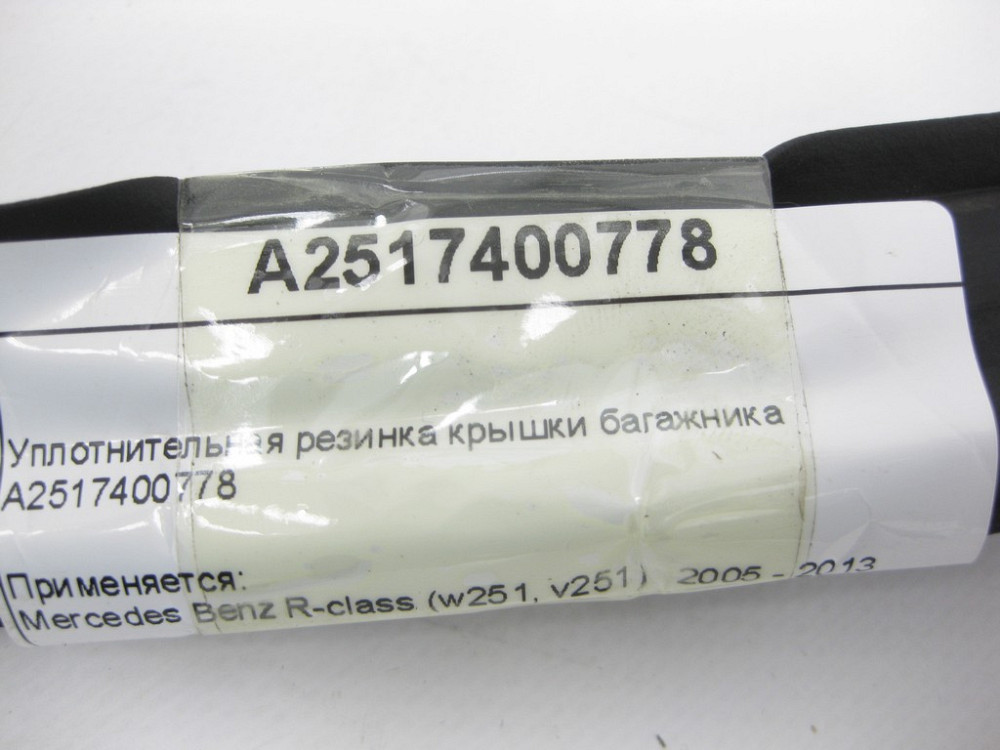 A2517400778
Уплотнительная резинка крышки багажника
A2517400778
Применяется:
Mercedes Benz R-class (w251, v251) 2005 - 2013